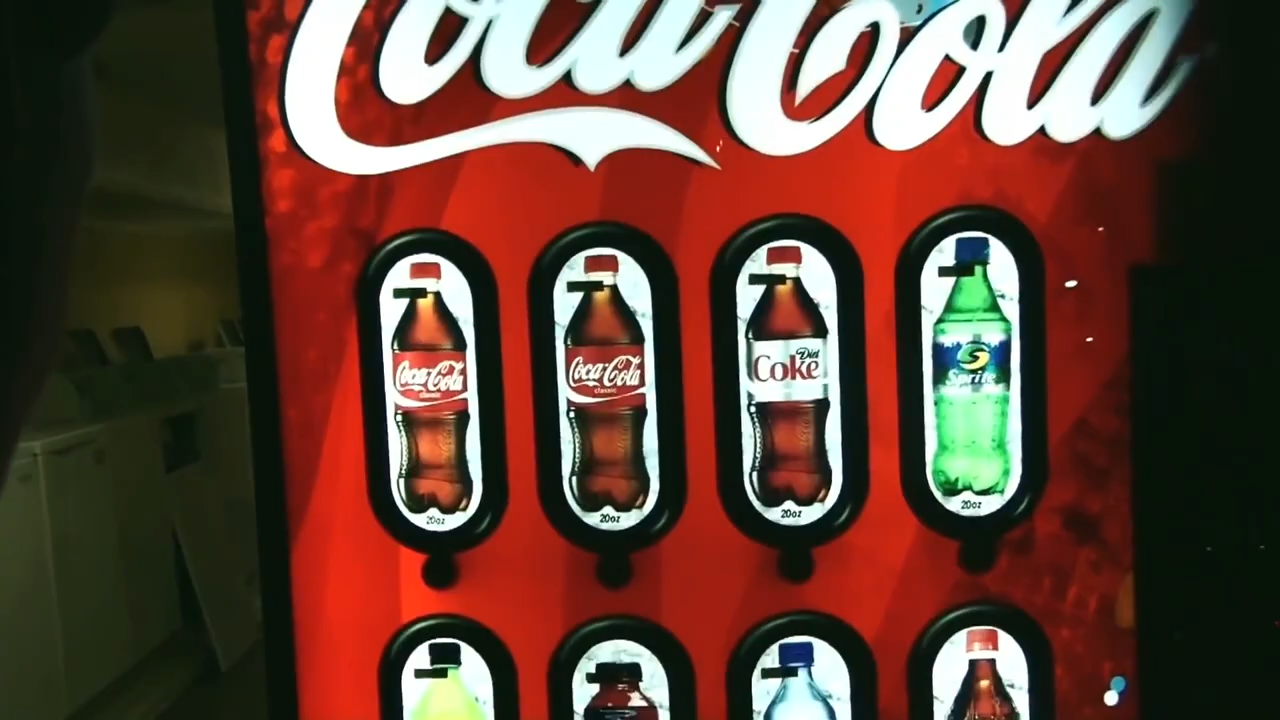 Coca-Cola
Coca-Cola
classic
20oz
Coca-Cola
classic
20oz
Diet
Coke
20oz
Sprite
20oz